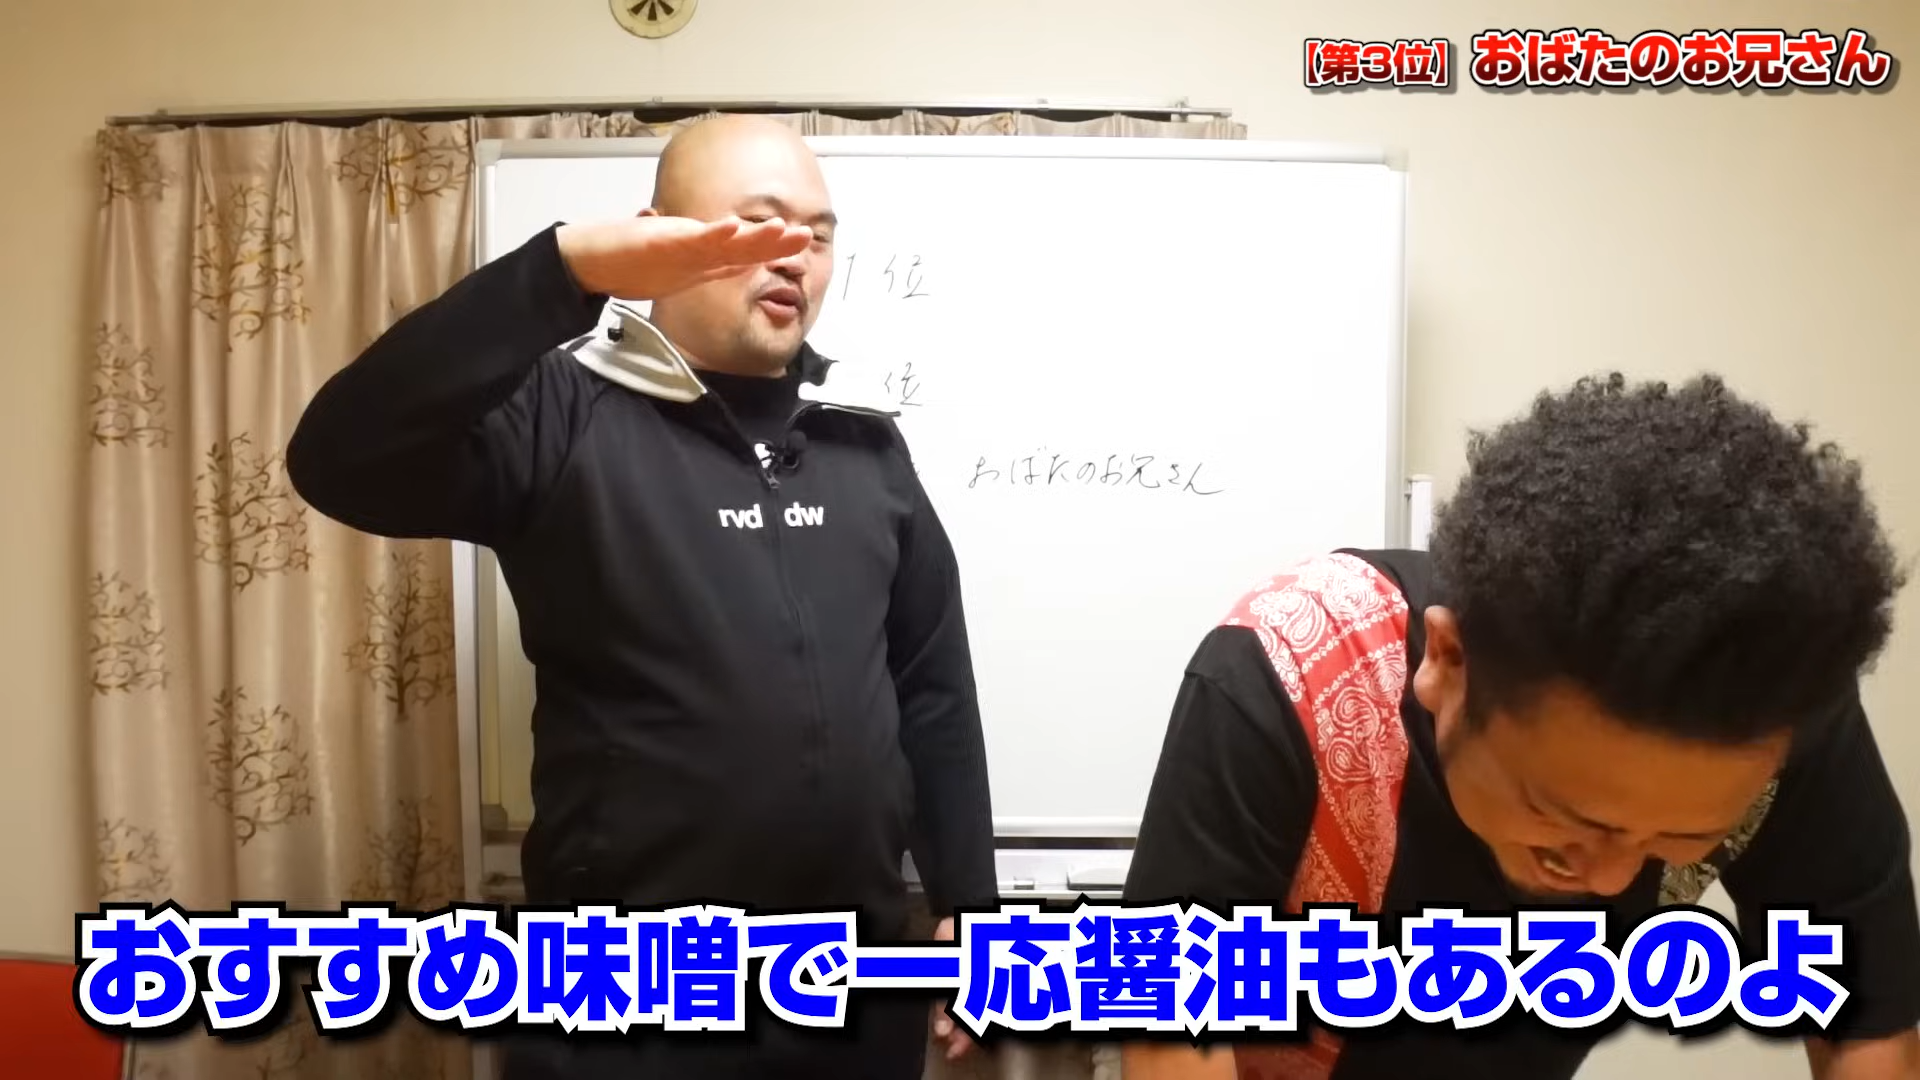 【第3位】おばたのお兄さん
1位
位
おばたのお兄さん
rvd dw
おすすめ味噌で一応醤油もあるのよ